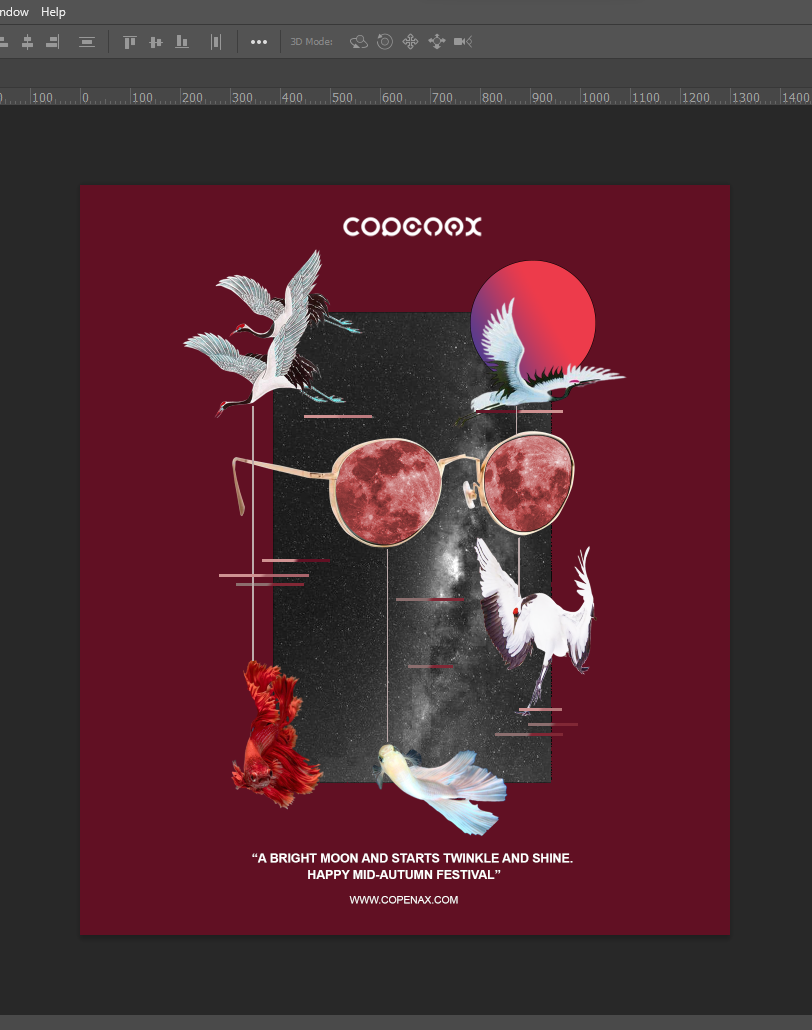 ndow Help
3D Mode:
0 100 0 100 200 300 400 500 600 700 800 900 1000 1100 1200 1300 1400
COPENAX
“A BRIGHT MOON AND STARTS TWINKLE AND SHINE.
HAPPY MID-AUTUMN FESTIVAL”
WWW.COPENAX.COM